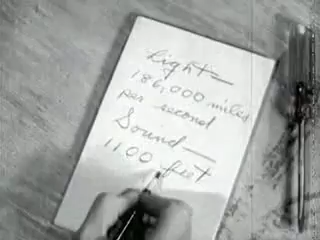 Light —
186,000 miles
per second
Sound —
1100 feet